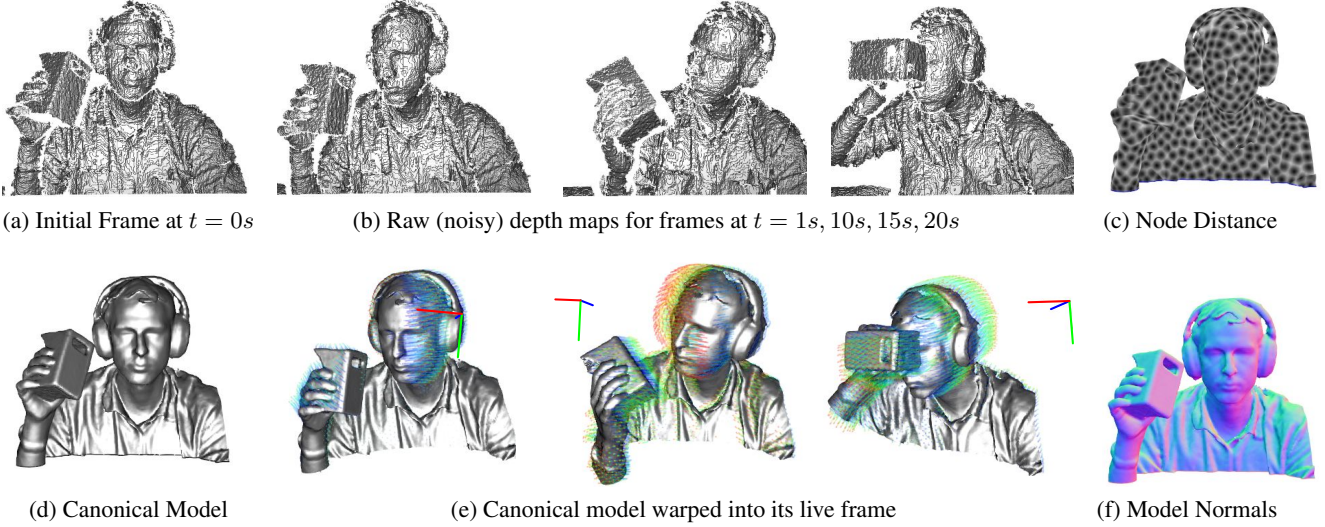 (a) Initial Frame at t = 0s
(b) Raw (noisy) depth maps for frames at t = 1s, 10s, 15s, 20s
(c) Node Distance
(d) Canonical Model
(e) Canonical model warped into its live frame
(f) Model Normals